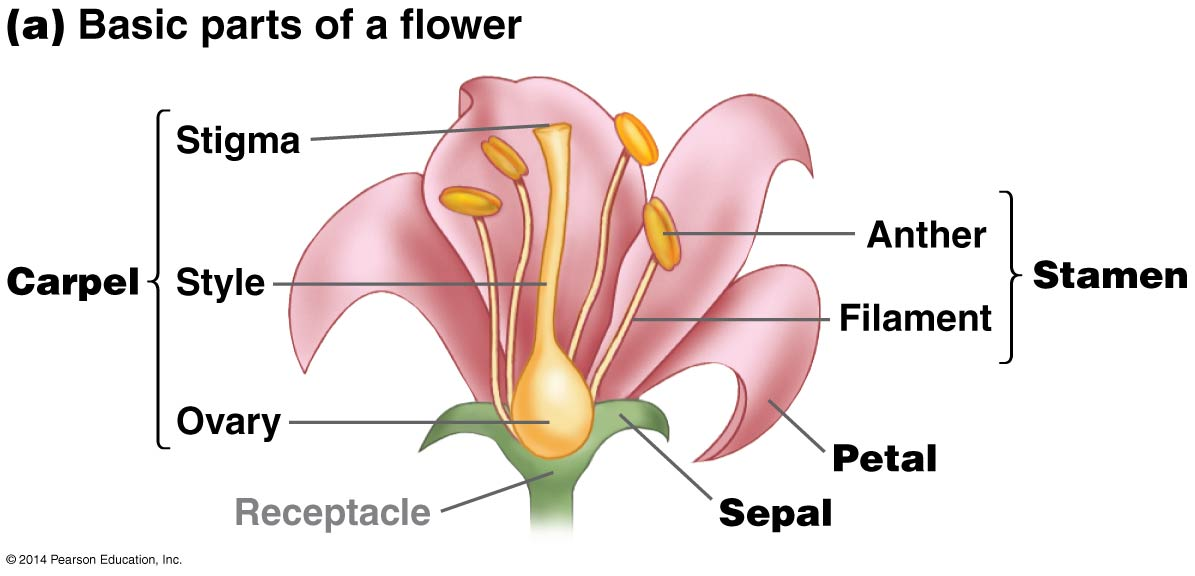 (a) Basic parts of a flower
Carpel
Stigma
Style
Ovary
Receptacle
Anther
Filament
Stamen
Petal
Sepal
© 2014 Pearson Education, Inc.